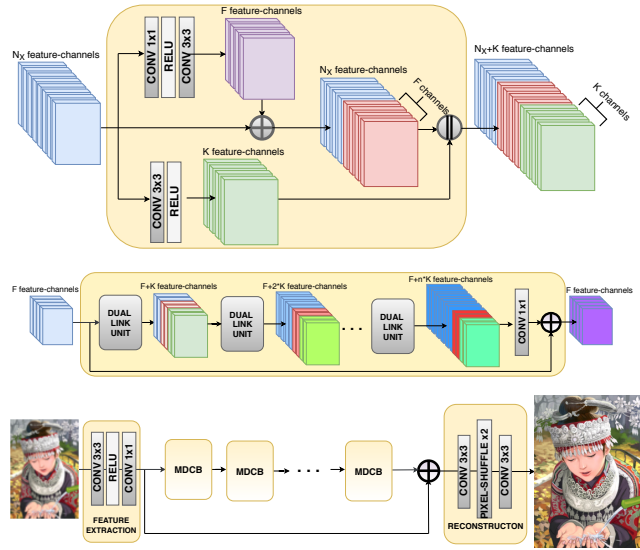 F feature-channels
N_X feature-channels
CONV 1x1
RELU
CONV 3x3
N_X feature-channels
F channels
N_X+K feature-channels
K channels
K feature-channels
CONV 3x3
RELU
F feature-channels
F+K feature-channels
F+2*K feature-channels
F+n*K feature-channels
F feature-channels
DUAL
LINK
UNIT
DUAL
LINK
UNIT
. . .
DUAL
LINK
UNIT
CONV 1x1
CONV 3x3
RELU
CONV 1x1
FEATURE
EXTRACTION
MDCB
MDCB
. . .
MDCB
CONV 3x3
PIXEL-SHUFFLE x2
CONV 3x3
RECONSTRUCTON